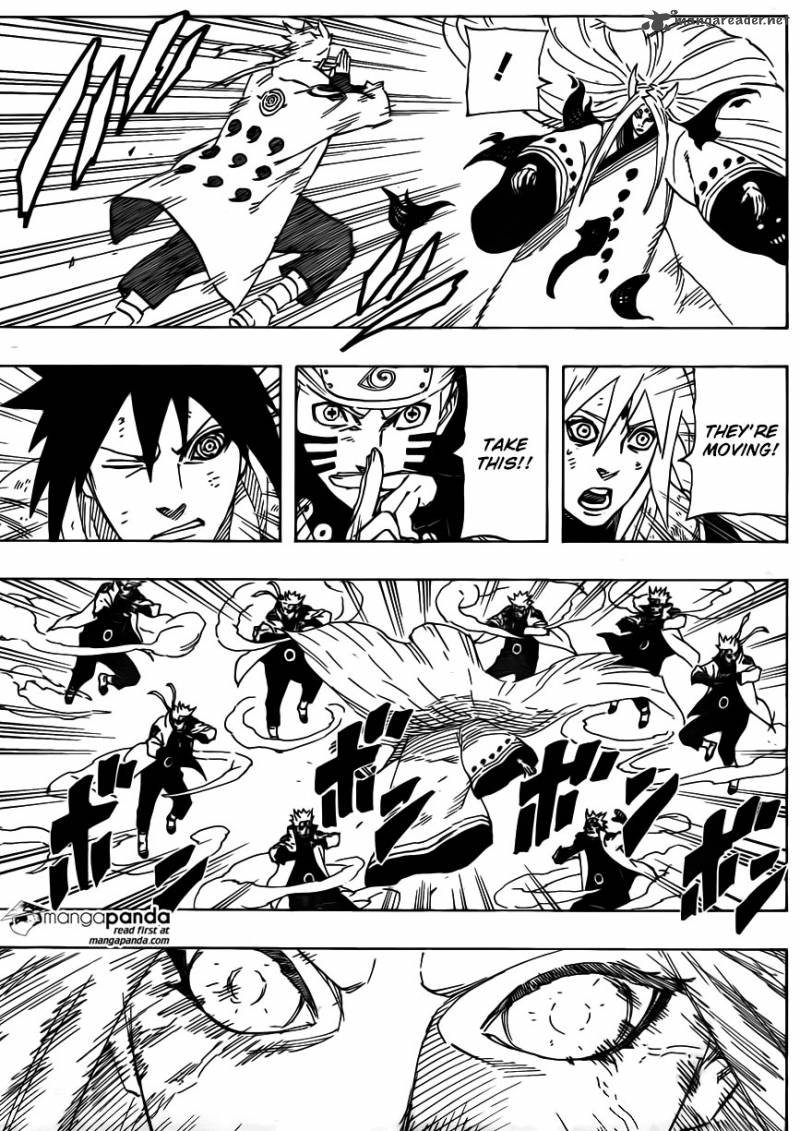 mangareader.net
!
THEY'RE
MOVING!
TAKE
THIS!!
ボン
ボン
ボン
ボン
mangapanda
read first at
mangapanda.com